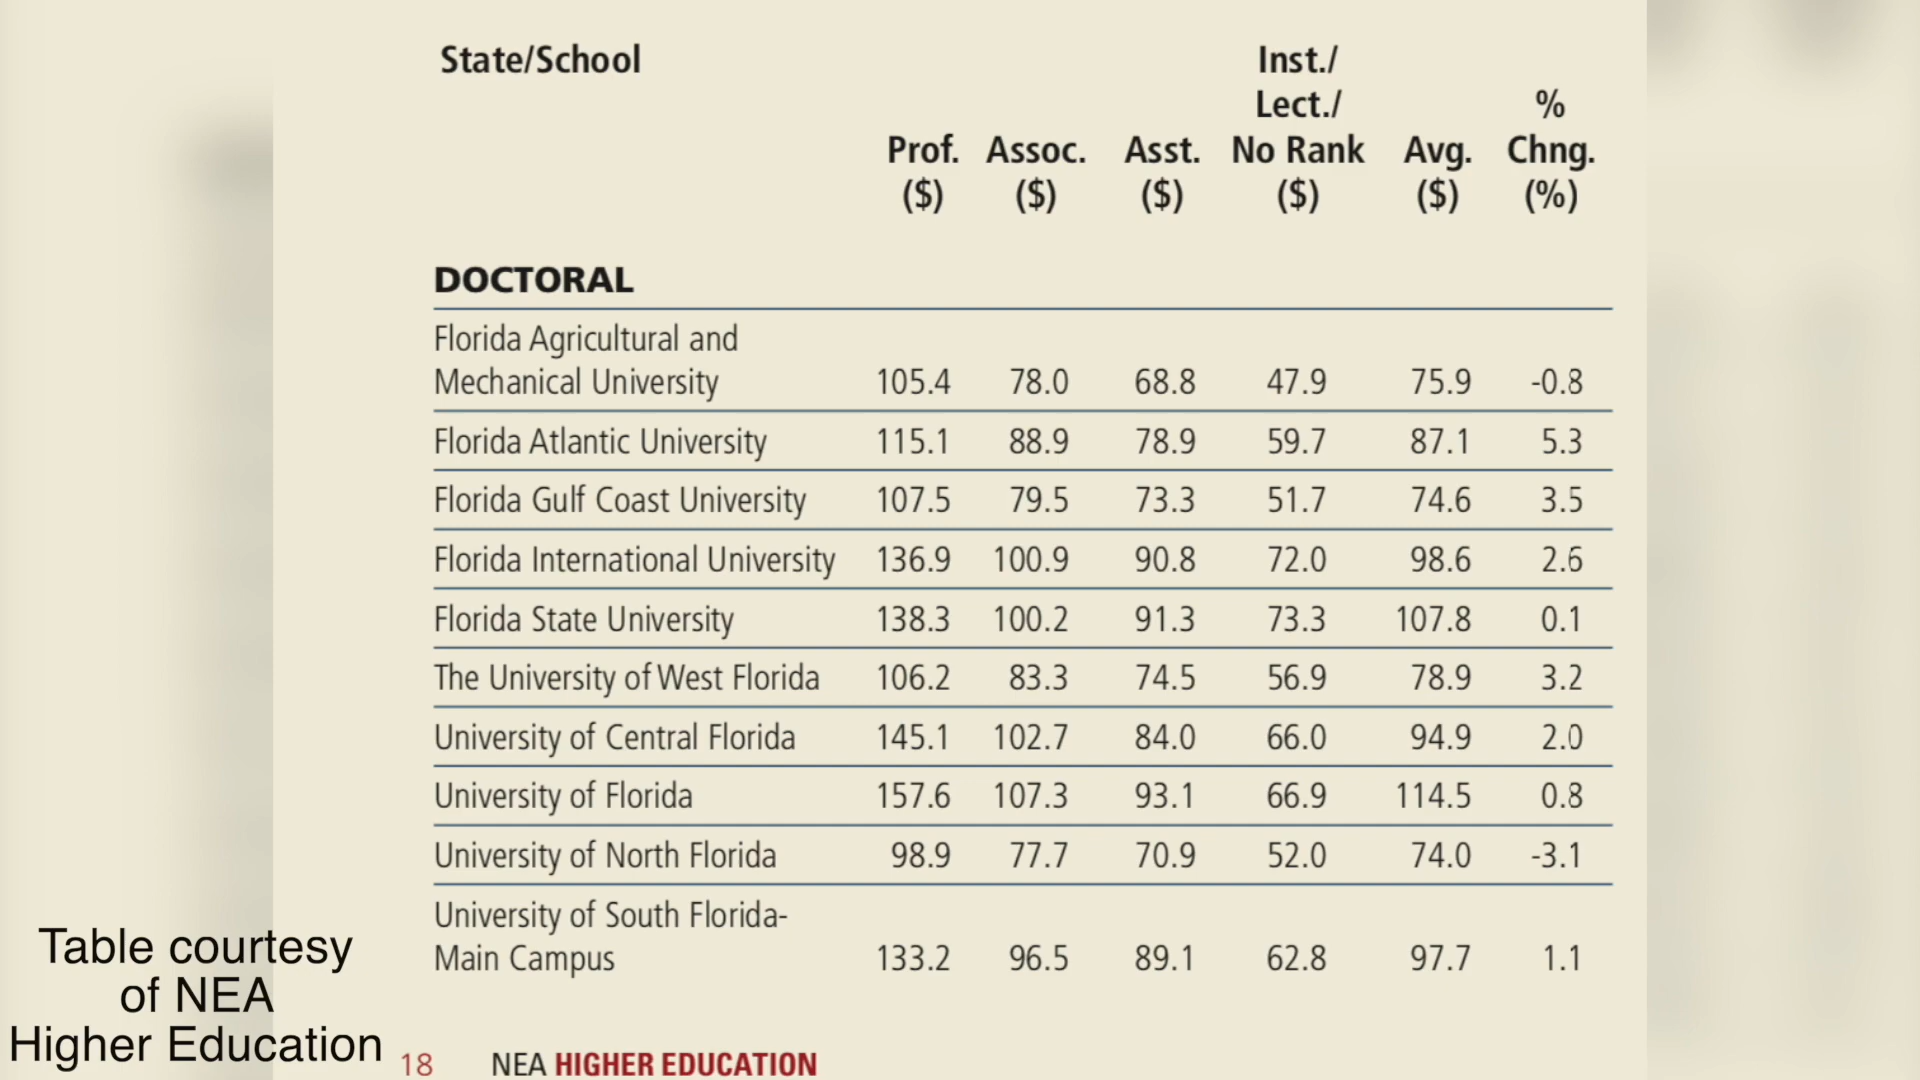 State/School
Inst./
Lect./ %
Prof. Assoc. Asst. No Rank Avg. Chng.
($) ($) ($) ($) ($) (%)
DOCTORAL
Florida Agricultural and
Mechanical University 105.4 78.0 68.8 47.9 75.9 -0.8
Florida Atlantic University 115.1 88.9 78.9 59.7 87.1 5.3
Florida Gulf Coast University 107.5 79.5 73.3 51.7 74.6 3.5
Florida International University 136.9 100.9 90.8 72.0 98.6 2.6
Florida State University 138.3 100.2 91.3 73.3 107.8 0.1
The University of West Florida 106.2 83.3 74.5 56.9 78.9 3.2
University of Central Florida 145.1 102.7 84.0 66.0 94.9 2.0
University of Florida 157.6 107.3 93.1 66.9 114.5 0.8
University of North Florida 98.9 77.7 70.9 52.0 74.0 -3.1
University of South Florida-
Main Campus 133.2 96.5 89.1 62.8 97.7 1.1
Table courtesy
of NEA
Higher Education
18 NEA HIGHER EDUCATION